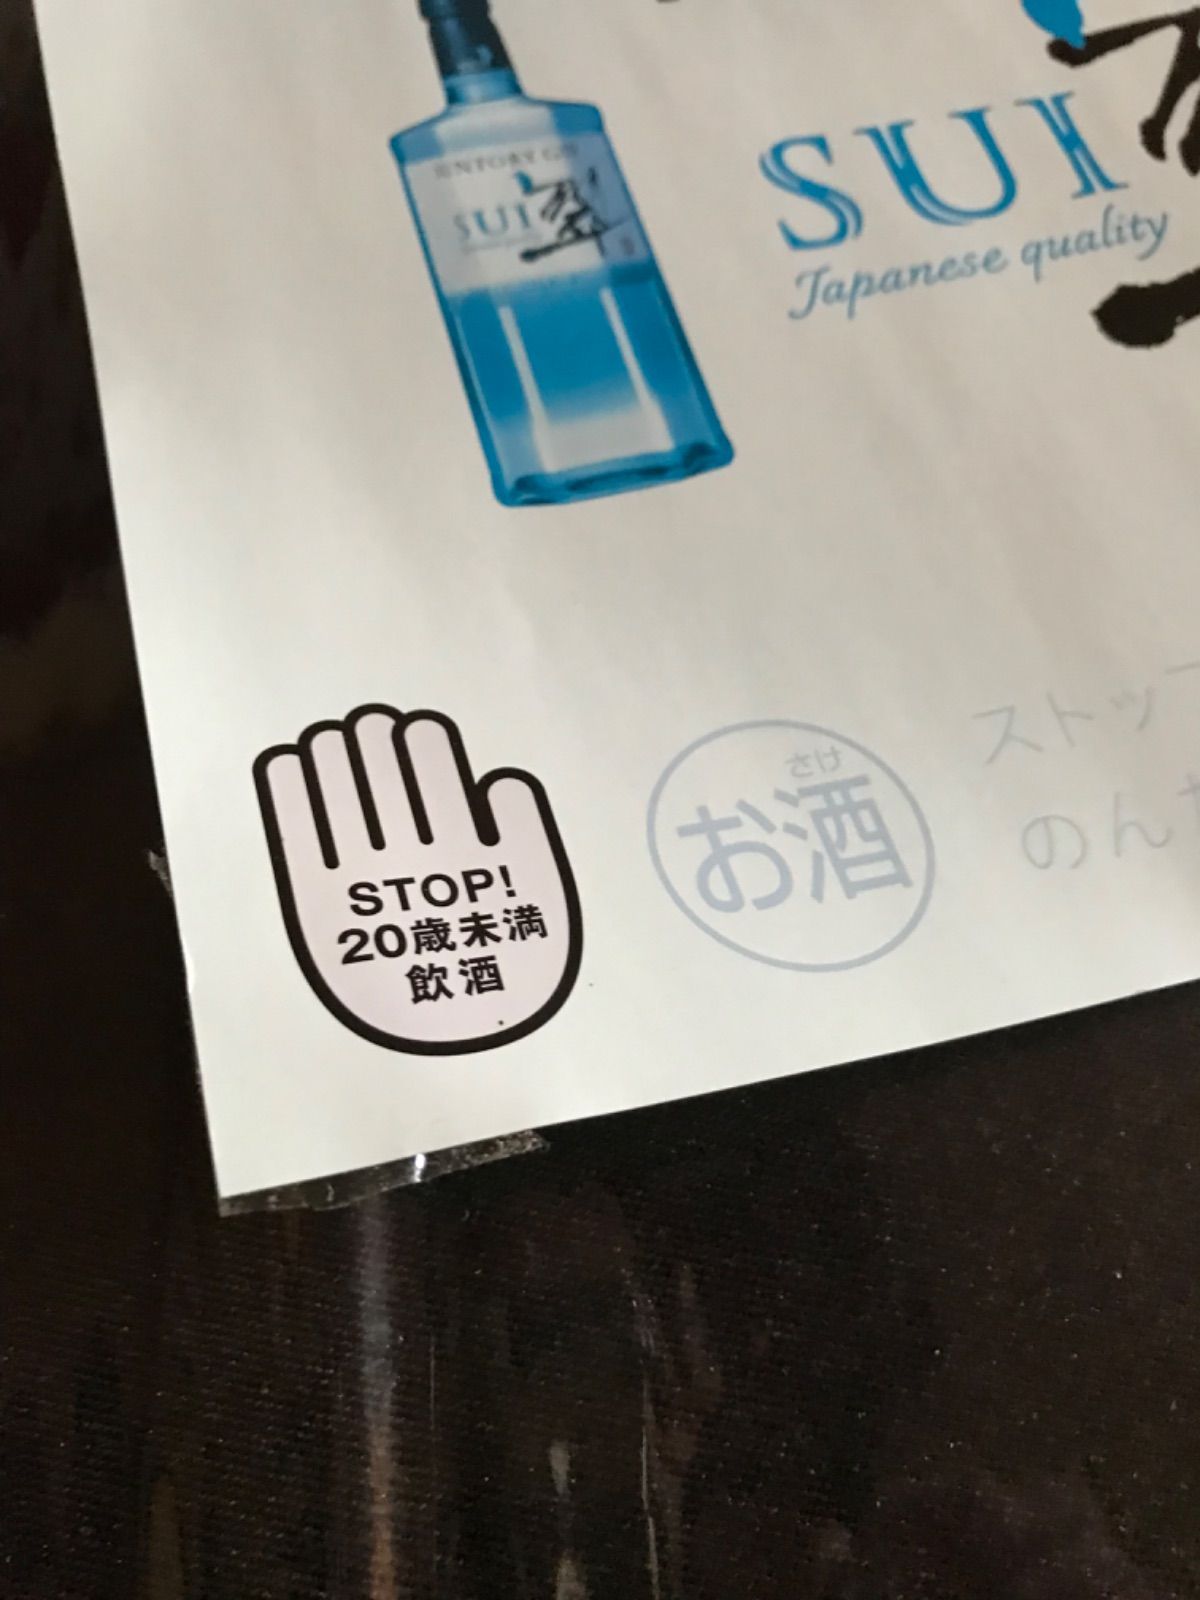 SUNTORY GIN
SUI
翠
SUI
Japanese quality
STOP!
20歳未満
飲酒
さけ
お酒
ストップ
のん